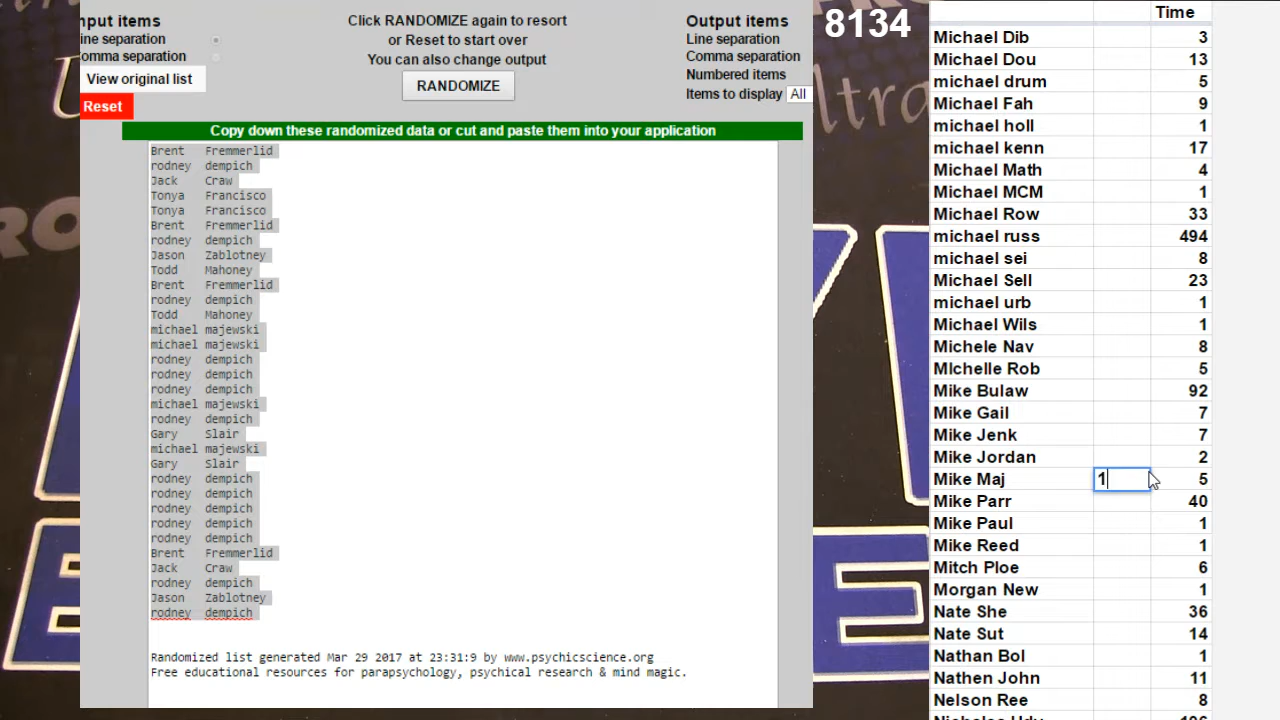 nput items
ine separation
omma separation
View original list
Reset
Click RANDOMIZE again to resort
or Reset to start over
You can also change output
RANDOMIZE
Output items
Line separation
Comma separation
Numbered items
Items to display All
8134
Copy down these randomized data or cut and paste them into your application
Brent Fremmerlid
rodney dempich
Jack Craw
Tonya Francisco
Tonya Francisco
Brent Fremmerlid
rodney dempich
Jason Zablotney
Todd Mahoney
Brent Fremmerlid
rodney dempich
Todd Mahoney
michael majewski
michael majewski
rodney dempich
rodney dempich
rodney dempich
michael majewski
rodney dempich
Gary Slair
michael majewski
Gary Slair
rodney dempich
rodney dempich
rodney dempich
rodney dempich
rodney dempich
Brent Fremmerlid
Jack Craw
rodney dempich
Jason Zablotney
rodney dempich
Randomized list generated Mar 29 2017 at 23:31:9 by www.psychicscience.org
Free educational resources for parapsychology, psychical research & mind magic.
Time
Michael Dib 3
Michael Dou 13
michael drum 5
Michael Fah 9
michael holl 1
michael kenn 17
Michael Math 4
Michael MCM 1
Michael Row 33
michael russ 494
michael sei 8
Michael Sell 23
michael urb 1
Michael Wils 1
Michele Nav 8
MIchelle Rob 5
Mike Bulaw 92
Mike Gail 7
Mike Jenk 7
Mike Jordan 2
Mike Maj 1 5
Mike Parr 40
Mike Paul 1
Mike Reed 1
Mitch Ploe 6
Morgan New 1
Nate She 36
Nate Sut 14
Nathan Bol 1
Nathen John 11
Nelson Ree 8